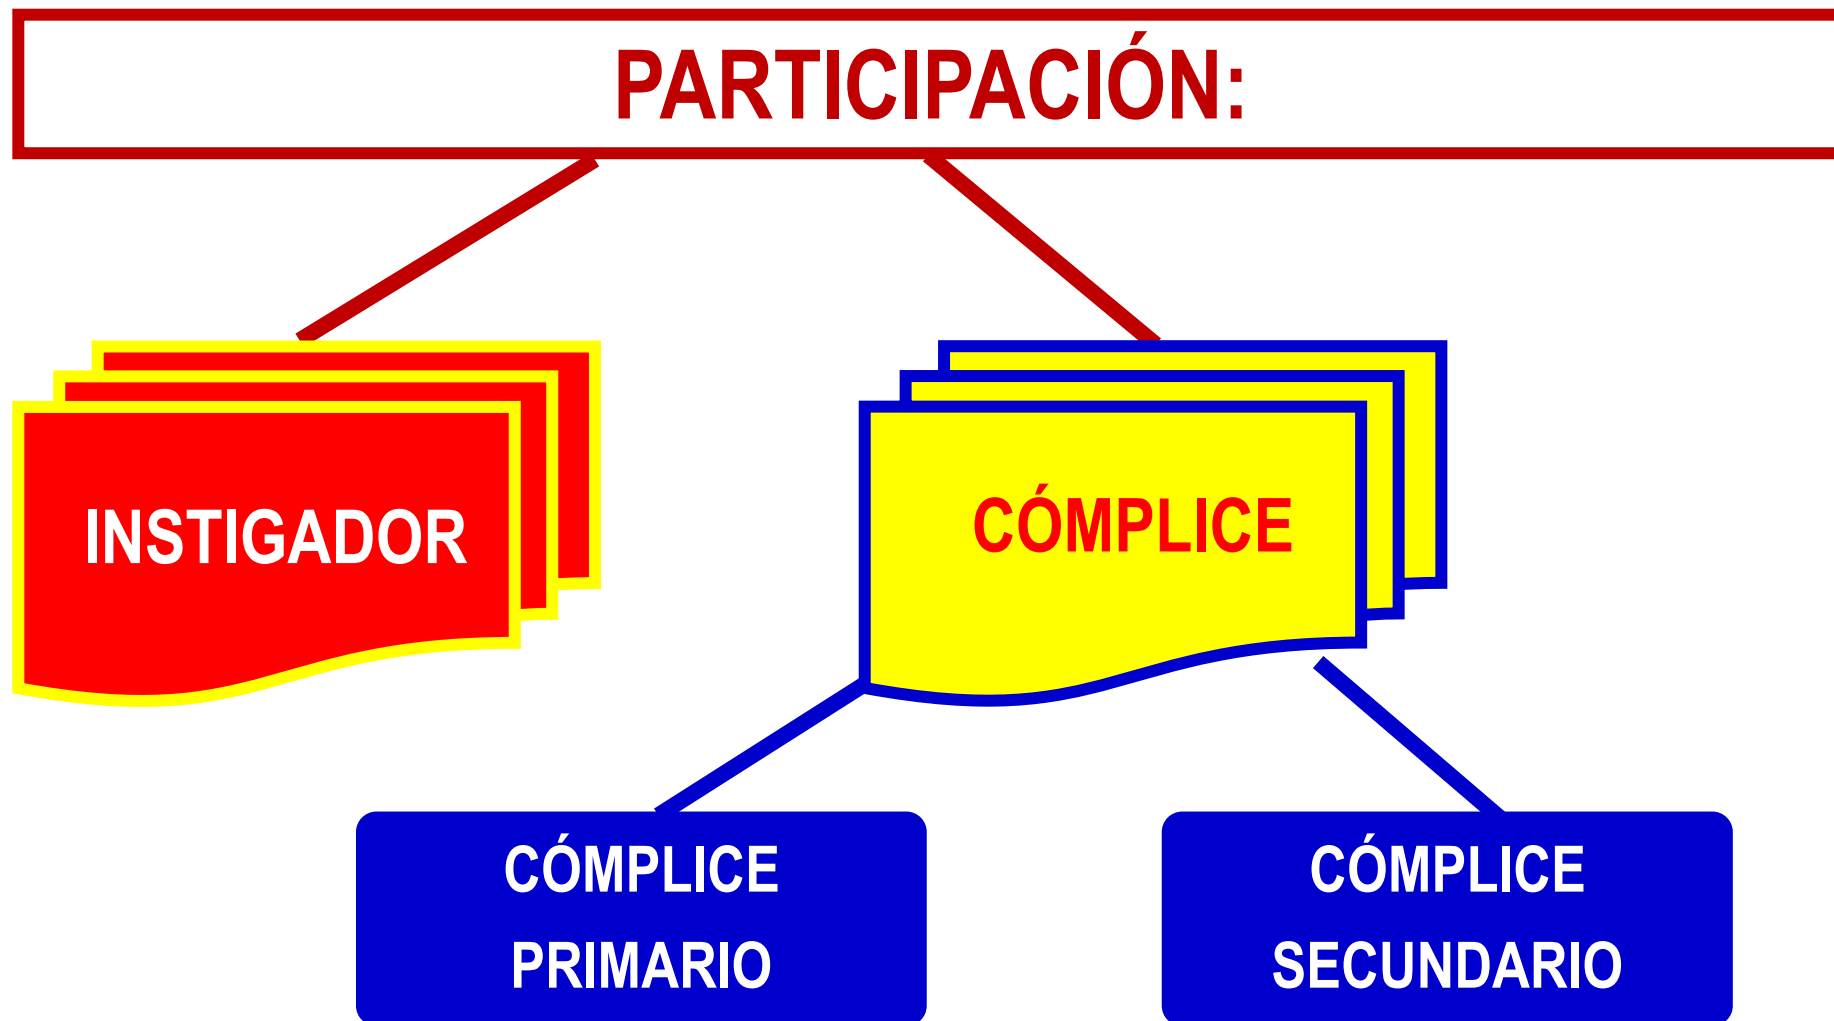 PARTICIPACIÓN:
INSTIGADOR
CÓMPLICE
CÓMPLICE
PRIMARIO
CÓMPLICE
SECUNDARIO